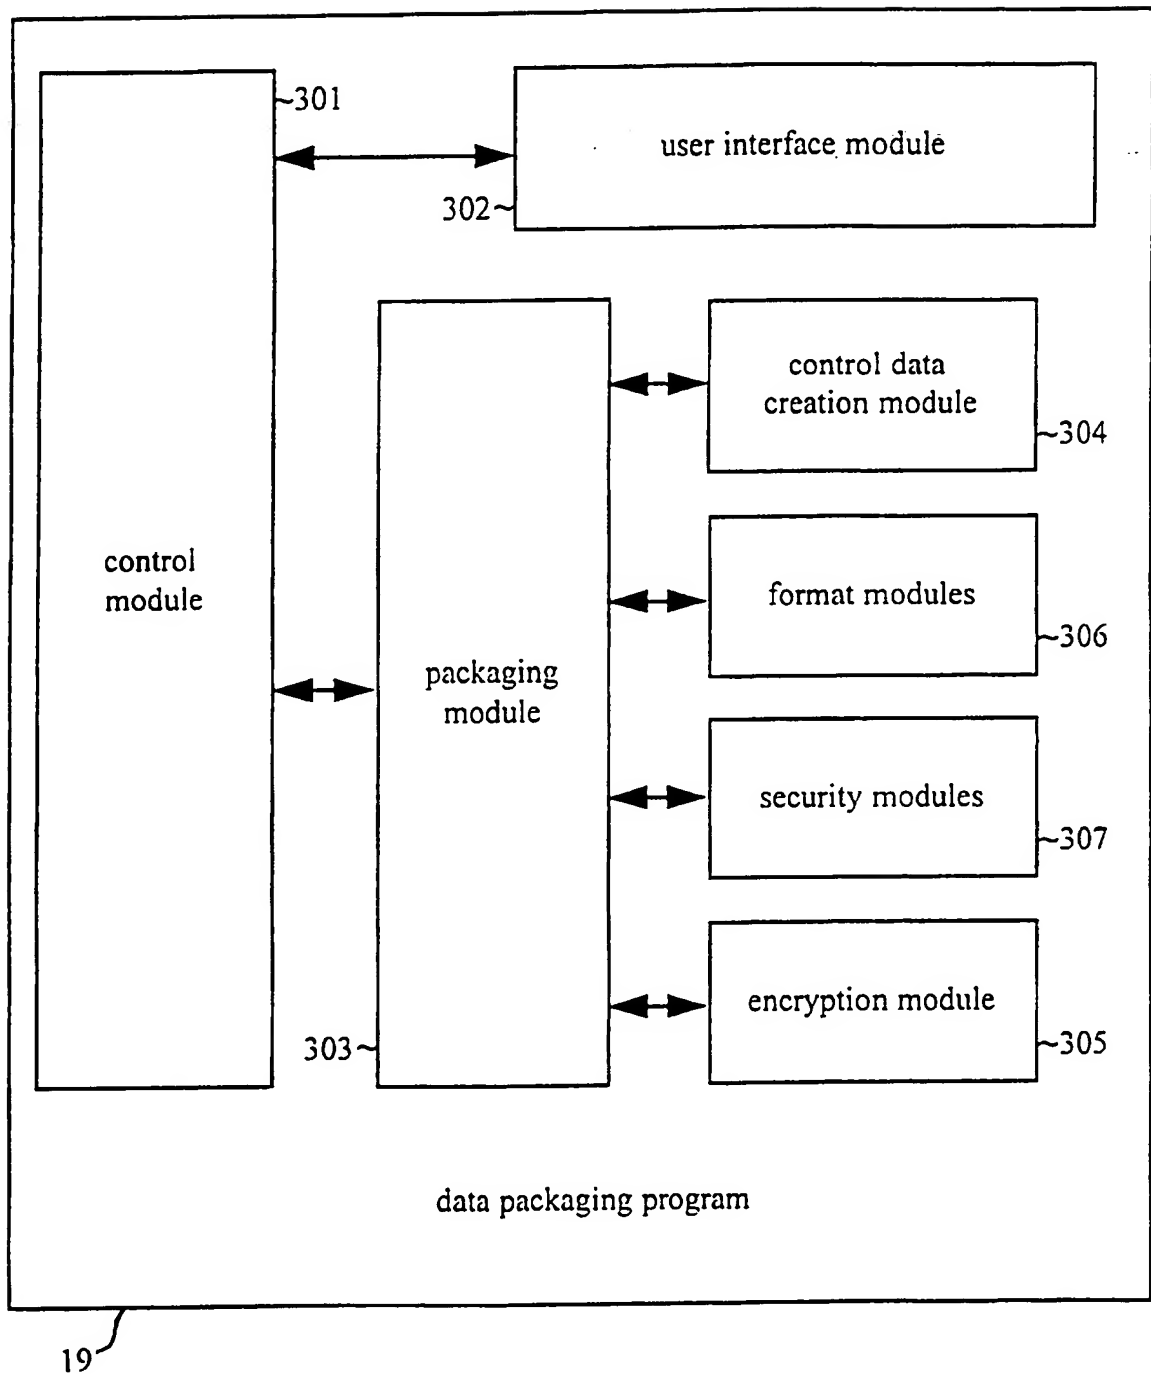 301
user interface module
302
control data
creation module
304
control
module
format modules
306
packaging
module
security modules
307
encryption module
303
305
data packaging program
19